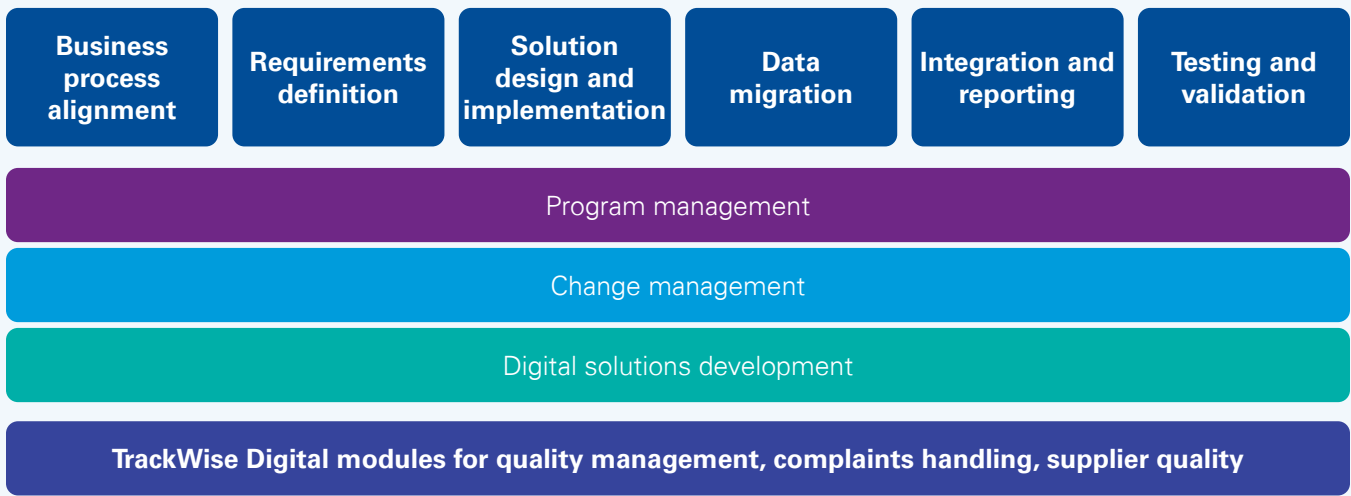 Business
process
alignment
Requirements
definition
Solution
design and
implementation
Data
migration
Integration and
reporting
Testing and
validation
Program management
Change management
Digital solutions development
TrackWise Digital modules for quality management, complaints handling, supplier quality